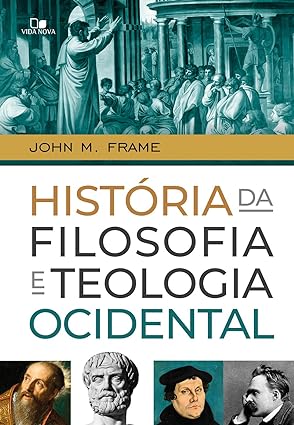 VIDA NOVA
JOHN M. FRAME
HISTÓRIA DA
FILOSOFIA
E TEOLOGIA
OCIDENTAL